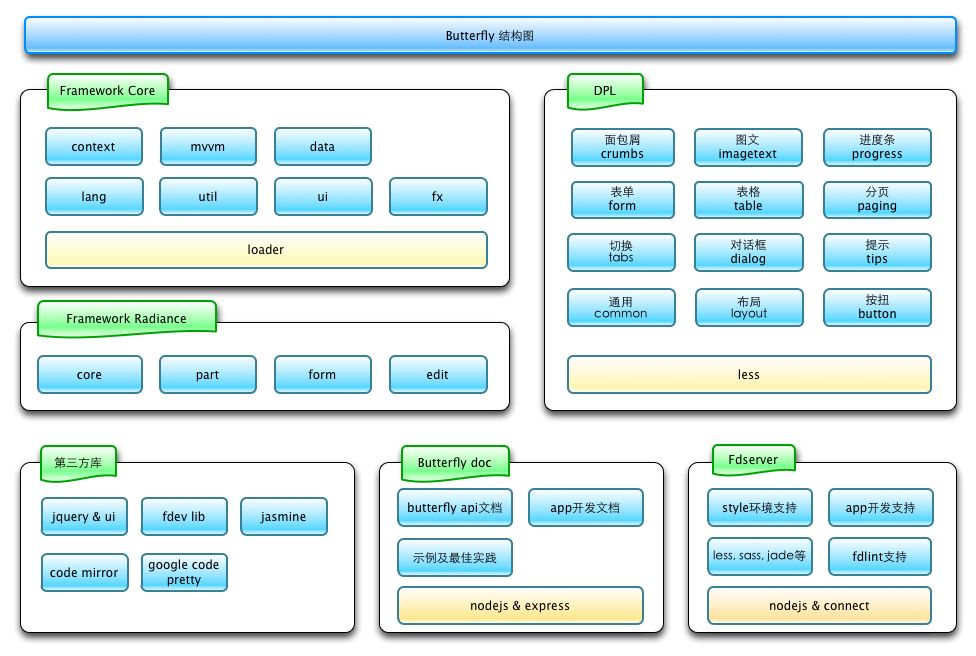 Butterfly 结构图
Framework Core
context
mvvm
data
lang
util
ui
fx
loader
Framework Radiance
core
part
form
edit
DPL
面包屑
crumbs
图文
imagetext
进度条
progress
表单
form
表格
table
分页
paging
切换
tabs
对话框
dialog
提示
tips
通用
common
布局
layout
按扭
button
less
第三方库
jquery & ui
fdev lib
jasmine
code mirror
google code
pretty
Butterfly doc
butterfly api文档
app开发文档
示例及最佳实践
nodejs & express
Fdserver
style环境支持
app开发支持
less, sass, jade等
fdlint支持
nodejs & connect